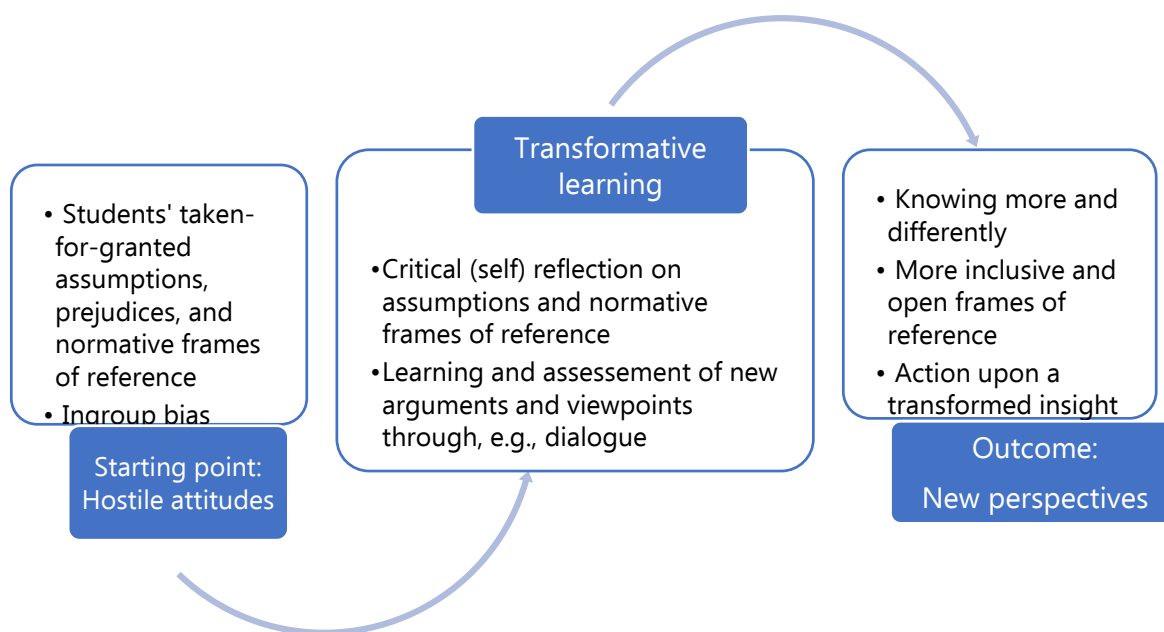 • Students' taken-
for-granted
assumptions,
prejudices, and
normative frames
of reference
• Ingroup bias
Starting point:
Hostile attitudes
Transformative
learning
•Critical (self) reflection on
assumptions and normative
frames of reference
•Learning and assessement of new
arguments and viewpoints
through, e.g., dialogue
• Knowing more and
differently
• More inclusive and
open frames of
reference
• Action upon a
transformed insight
Outcome:
New perspectives